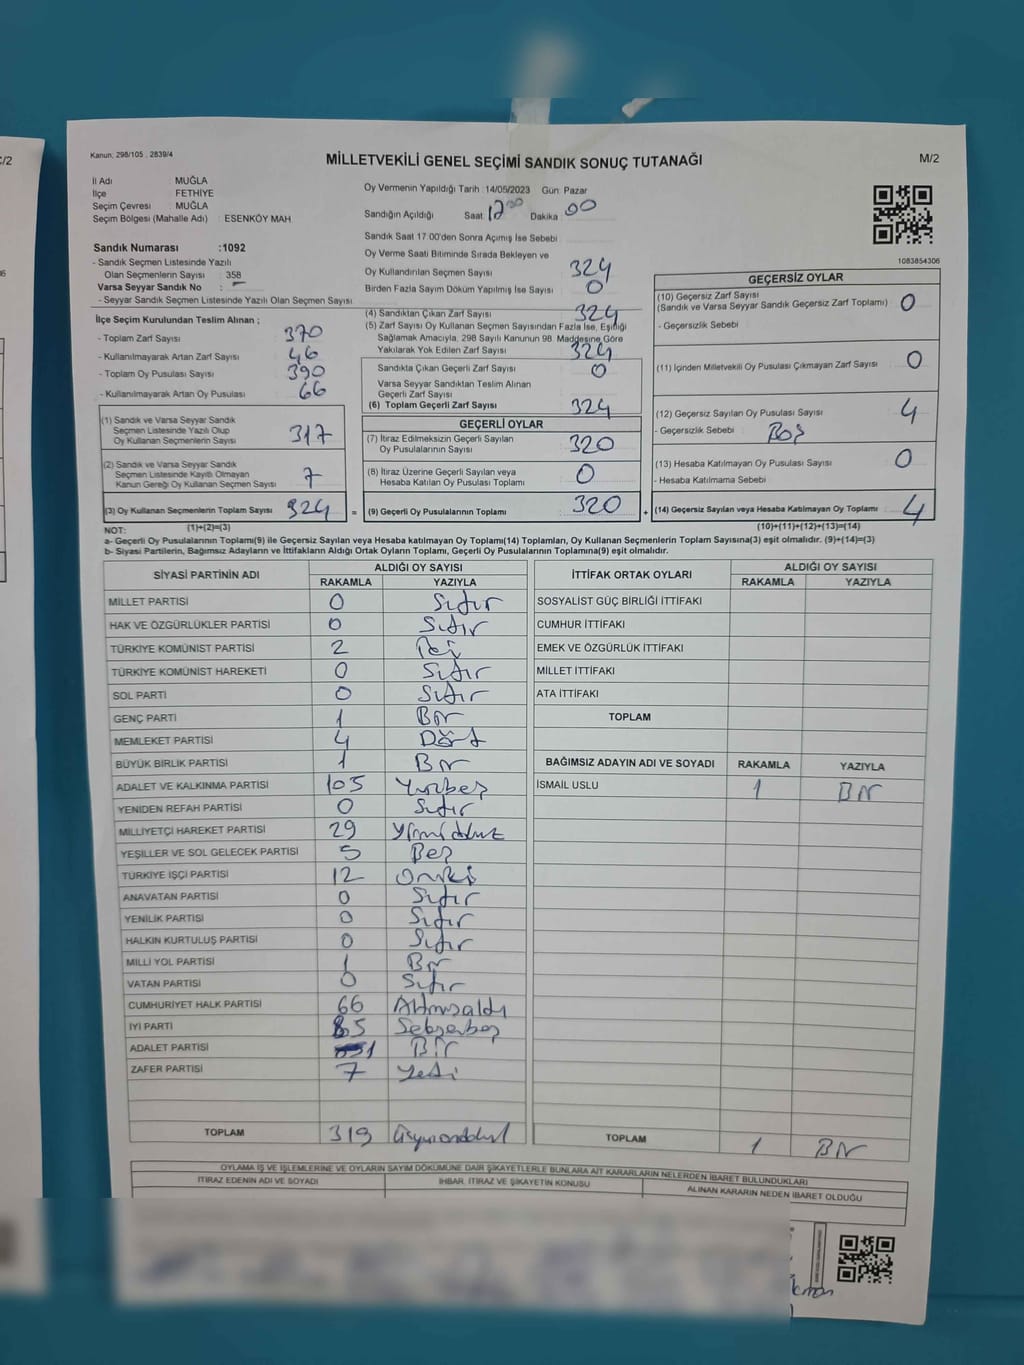 Kanun; 298/105 , 2839/4
MİLLETVEKİLİ GENEL SEÇİMİ SANDIK SONUÇ TUTANAĞI
M/2
/2
İl Adı : MUĞLA
İlçe : FETHİYE
Seçim Çevresi : MUĞLA
Seçim Bölgesi (Mahalle Adı) : ESENKÖY MAH
Oy Vermenin Yapıldığı Tarih : 14/05/2023 Gün: Pazar
Sandığın Açıldığı Saat : Dakika : 00
Sandık Saat 17:00'den Sonra Açılmış İse Sebebi
Sandık Numarası :1092
- Sandık Seçmen Listesinde Yazılı
Olan Seçmenlerin Sayısı : 358
Varsa Seyyar Sandık No : -
- Seyyar Sandık Seçmen Listesinde Yazılı Olan Seçmen Sayısı
Oy Verme Saati Bitiminde Sırada Bekleyen ve
Oy Kullandırılan Seçmen Sayısı 324
Birden Fazla Sayım Döküm Yapılmış İse Sayısı 0
1083854306
İlçe Seçim Kurulundan Teslim Alınan ;
- Toplam Zarf Sayısı 370
- Kullanılmayarak Artan Zarf Sayısı 46
- Toplam Oy Pusulası Sayısı 390
- Kullanılmayarak Artan Oy Pusulası 66
(4) Sandıktan Çıkan Zarf Sayısı 324
(5) Zarf Sayısı Oy Kullanan Seçmen Sayısından Fazla İse, Eşitliği
Sağlamak Amacıyla, 298 Sayılı Kanunun 98. Maddesine Göre
Yakılarak Yok Edilen Zarf Sayısı 324
Sandıkta Çıkan Geçerli Zarf Sayısı 0
Varsa Seyyar Sandıktan Teslim Alınan
Geçerli Zarf Sayısı
(6) Toplam Geçerli Zarf Sayısı 324
GEÇERSİZ OYLAR
(10) Geçersiz Zarf Sayısı
(Sandık ve Varsa Seyyar Sandık Geçersiz Zarf Toplamı) 0
- Geçersizlik Sebebi
(11) İçinden Milletvekili Oy Pusulası Çıkmayan Zarf Sayısı 0
(12) Geçersiz Sayılan Oy Pusulası Sayısı 4
- Geçersizlik Sebebi Boş
(13) Hesaba Katılmayan Oy Pusulası Sayısı 0
- Hesaba Katılmama Sebebi
(14) Geçersiz Sayılan veya Hesaba Katılmayan Oy Toplamı 4
(1) Sandık ve Varsa Seyyar Sandık
Seçmen Listesinde Yazılı Olup
Oy Kullanan Seçmenlerin Sayısı 317
(2) Sandık ve Varsa Seyyar Sandık
Seçmen Listesinde Kayıtlı Olmayan
Kanun Gereği Oy Kullanan Seçmen Sayısı 7
(3) Oy Kullanan Seçmenlerin Toplam Sayısı 324 =
GEÇERLİ OYLAR
(7) İtiraz Edilmeksizin Geçerli Sayılan
Oy Pusulalarının Sayısı 320
(8) İtiraz Üzerine Geçerli Sayılan veya
Hesaba Katılan Oy Pusulası Toplamı 0
(9) Geçerli Oy Pusulalarının Toplamı 320 +
NOT: (1)+(2)=(3) (10)+(11)+(12)+(13)=(14)
a- Geçerli Oy Pusulalarının Toplamı(9) ile Geçersiz Sayılan veya Hesaba katılmayan Oy Toplamı(14) Toplamları, Oy Kullanan Seçmenlerin Toplam Sayısına(3) eşit olmalıdır. (9)+(14)=(3)
b- Siyasi Partilerin, Bağımsız Adayların ve İttifakların Aldığı Ortak Oyların Toplamı, Geçerli Oy Pusulalarının Toplamına(9) eşit olmalıdır.
SİYASİ PARTİNİN ADI ALDIĞI OY SAYISI
RAKAMLA YAZIYLA
MİLLET PARTİSİ 0 Sıfır
HAK VE ÖZGÜRLÜKLER PARTİSİ 0 Sıfır
TÜRKİYE KOMÜNİST PARTİSİ 2 İki
TÜRKİYE KOMÜNİST HAREKETİ 0 Sıfır
SOL PARTİ 0 Sıfır
GENÇ PARTİ 1 Bir
MEMLEKET PARTİSİ 4 Dört
BÜYÜK BİRLİK PARTİSİ 1 Bir
ADALET VE KALKINMA PARTİSİ 105 Yüzbeş
YENİDEN REFAH PARTİSİ 0 Sıfır
MİLLİYETÇİ HAREKET PARTİSİ 29
YEŞİLLER VE SOL GELECEK PARTİSİ 5 Beş
TÜRKİYE İŞÇİ PARTİSİ 12 Oniki
ANAVATAN PARTİSİ 0 Sıfır
YENİLİK PARTİSİ 0 Sıfır
HALKIN KURTULUŞ PARTİSİ 0 Sıfır
MİLLİ YOL PARTİSİ 1 Bir
VATAN PARTİSİ 0 Sıfır
CUMHURİYET HALK PARTİSİ 66 Altmışaltı
İYİ PARTİ 85 Seksenbeş
ADALET PARTİSİ 1 Bir
ZAFER PARTİSİ 7 Yedi
TOPLAM 319
İTTİFAK ORTAK OYLARI ALDIĞI OY SAYISI
RAKAMLA YAZIYLA
SOSYALİST GÜÇ BİRLİĞİ İTTİFAKI
CUMHUR İTTİFAKI
EMEK VE ÖZGÜRLÜK İTTİFAKI
MİLLET İTTİFAKI
ATA İTTİFAKI
TOPLAM
BAĞIMSIZ ADAYIN ADI VE SOYADI RAKAMLA YAZIYLA
İSMAİL USLU 1 Bir
TOPLAM 1 Bir
OYLAMA İŞ VE İŞLEMLERİNE VE OYLARIN SAYIM DÖKÜMÜNE DAİR ŞİKAYETLERLE BUNLARA AİT KARARLARIN NELERDEN İBARET BULUNDUKLARI
İTİRAZ EDENİN ADI VE SOYADI İHBAR, İTİRAZ VE ŞİKAYETİN KONUSU ALINAN KARARIN NEDEN İBARET OLDUĞU